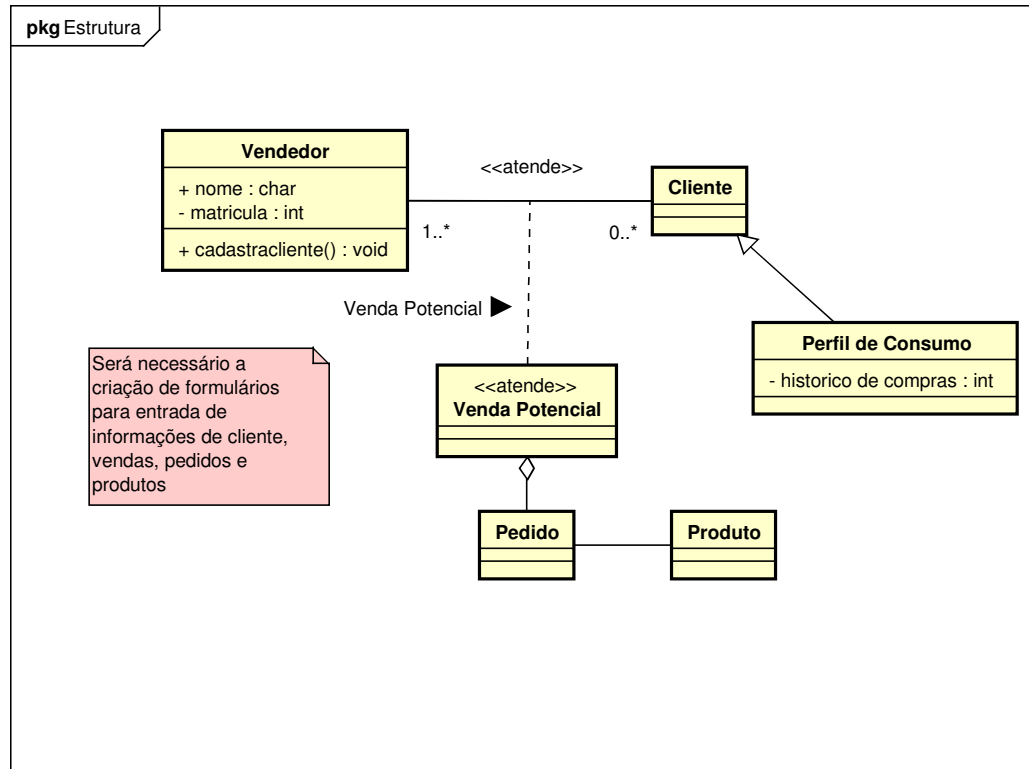 pkg Estrutura
Vendedor
+ nome : char
- matricula : int
+ cadastracliente() : void
<<atende>>
1..*
0..*
Cliente
Venda Potencial
Perfil de Consumo
- historico de compras : int
Será necessário a
criação de formulários
para entrada de
informações de cliente,
vendas, pedidos e
produtos
<<atende>>
Venda Potencial
Pedido
Produto